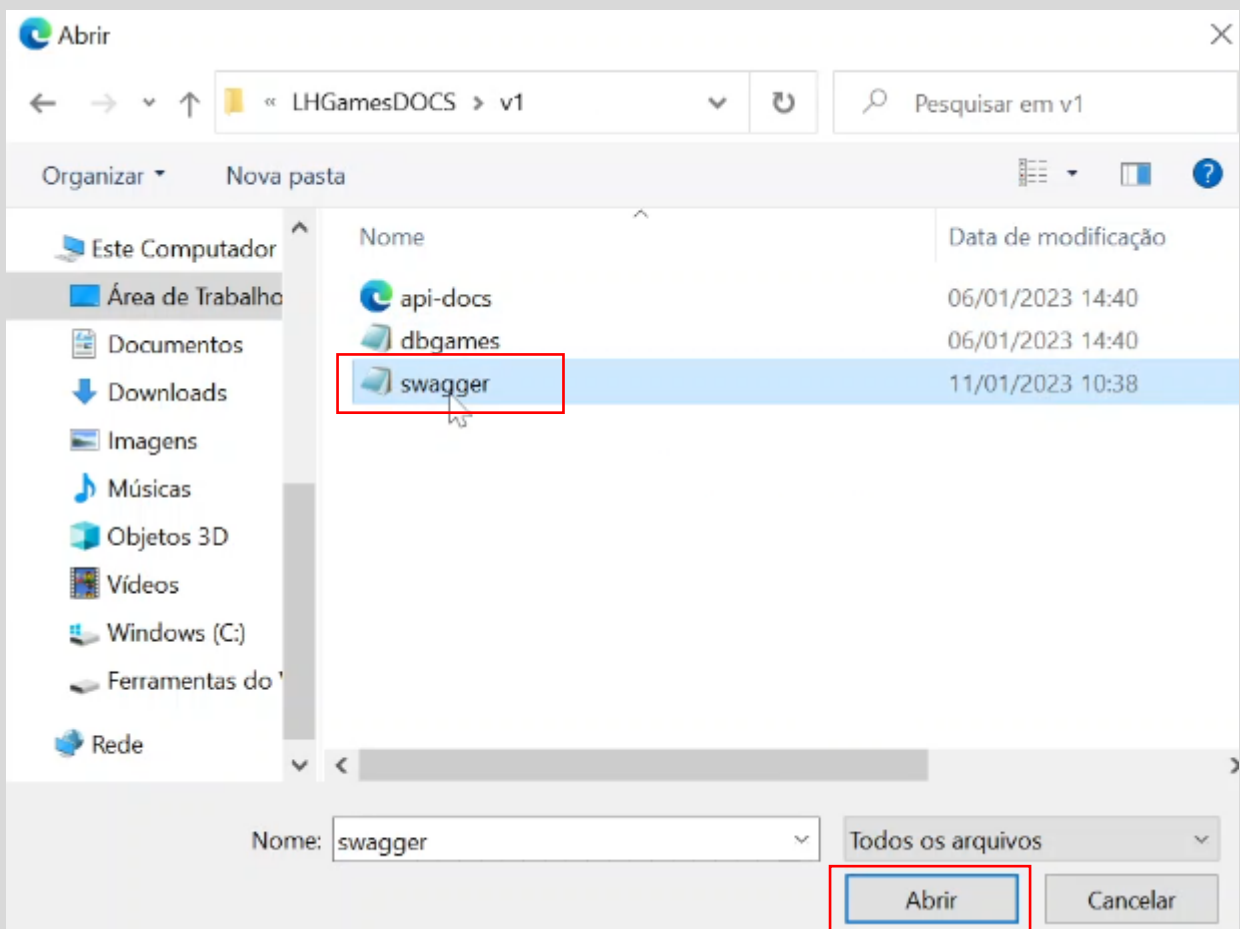 Abrir
« LHGamesDOCS > v1
Pesquisar em v1
Organizar
Nova pasta
?
Nome
Data de modificação
Este Computador
Área de Trabalho
Documentos
Downloads
Imagens
Músicas
Objetos 3D
Vídeos
Windows (C:)
Ferramentas do
Rede
api-docs
06/01/2023 14:40
dbgames
06/01/2023 14:40
swagger
11/01/2023 10:38
Nome:
swagger
Todos os arquivos
Abrir
Cancelar